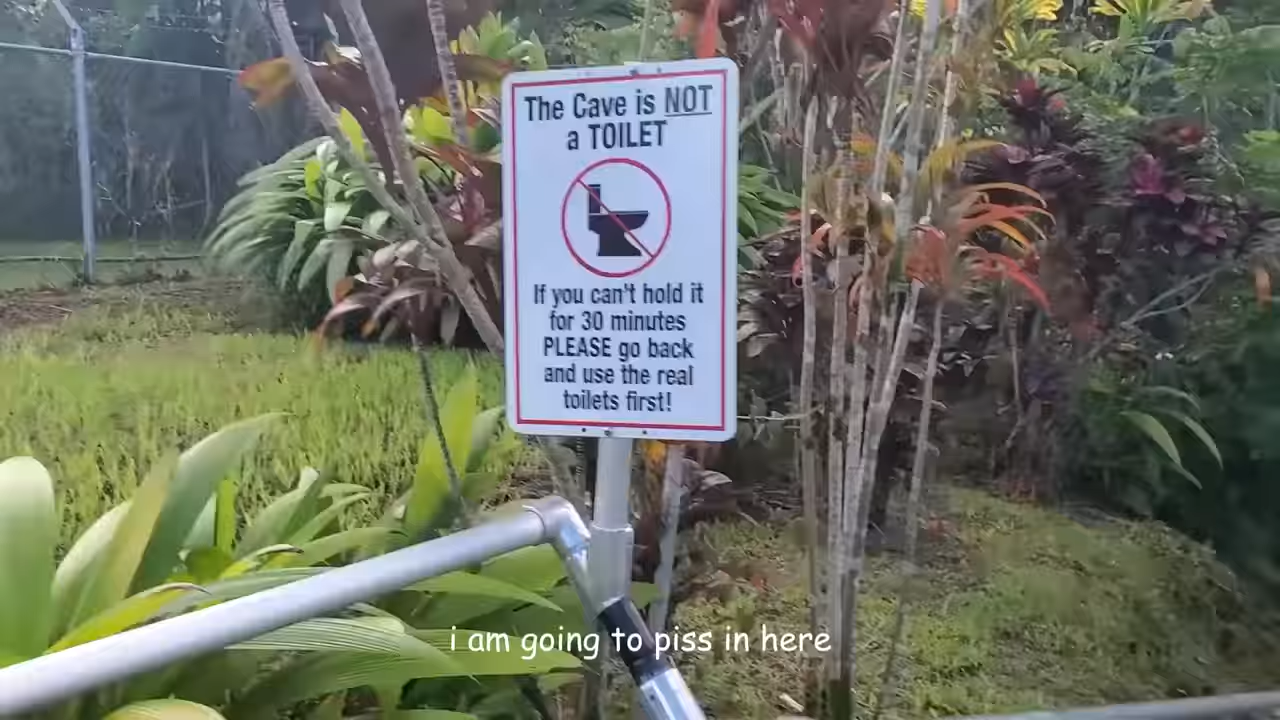 The Cave is NOT
a TOILET
If you can't hold it
for 30 minutes
PLEASE go back
and use the real
toilets first!
i am going to piss in here